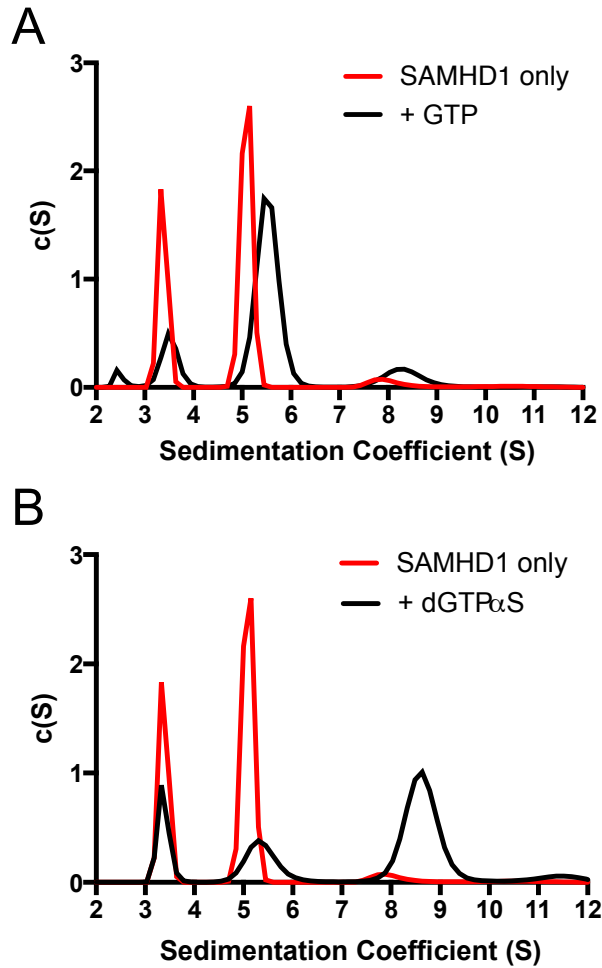 A
3
SAMHD1 only
+ GTP
2
c(S)
1
0
2 3 4 5 6 7 8 9 10 11 12
Sedimentation Coefficient (S)
B
3
SAMHD1 only
+ dGTPαS
2
c(S)
1
0
2 3 4 5 6 7 8 9 10 11 12
Sedimentation Coefficient (S)